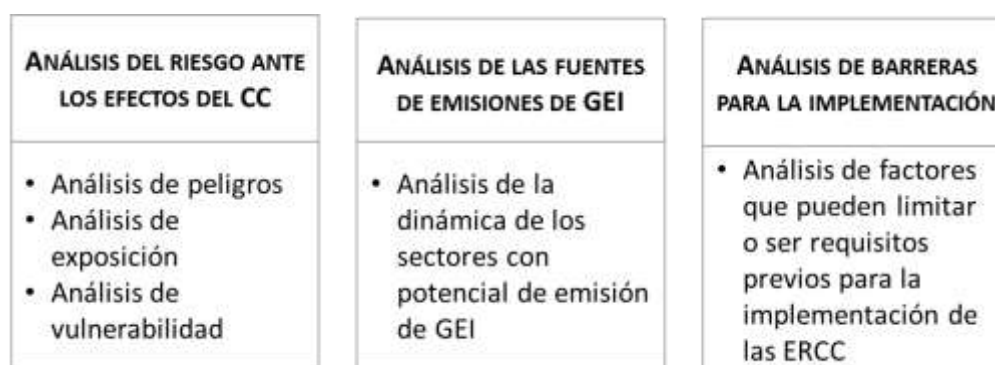 ANÁLISIS DEL RIESGO ANTE
LOS EFECTOS DEL CC
• Análisis de peligros
• Análisis de
exposición
• Análisis de
vulnerabilidad
ANÁLISIS DE LAS FUENTES
DE EMISIONES DE GEI
• Análisis de la
dinámica de los
sectores con
potencial de emisión
de GEI
ANÁLISIS DE BARRERAS
PARA LA IMPLEMENTACIÓN
• Análisis de factores
que pueden limitar
o ser requisitos
previos para la
implementación de
las ERCC